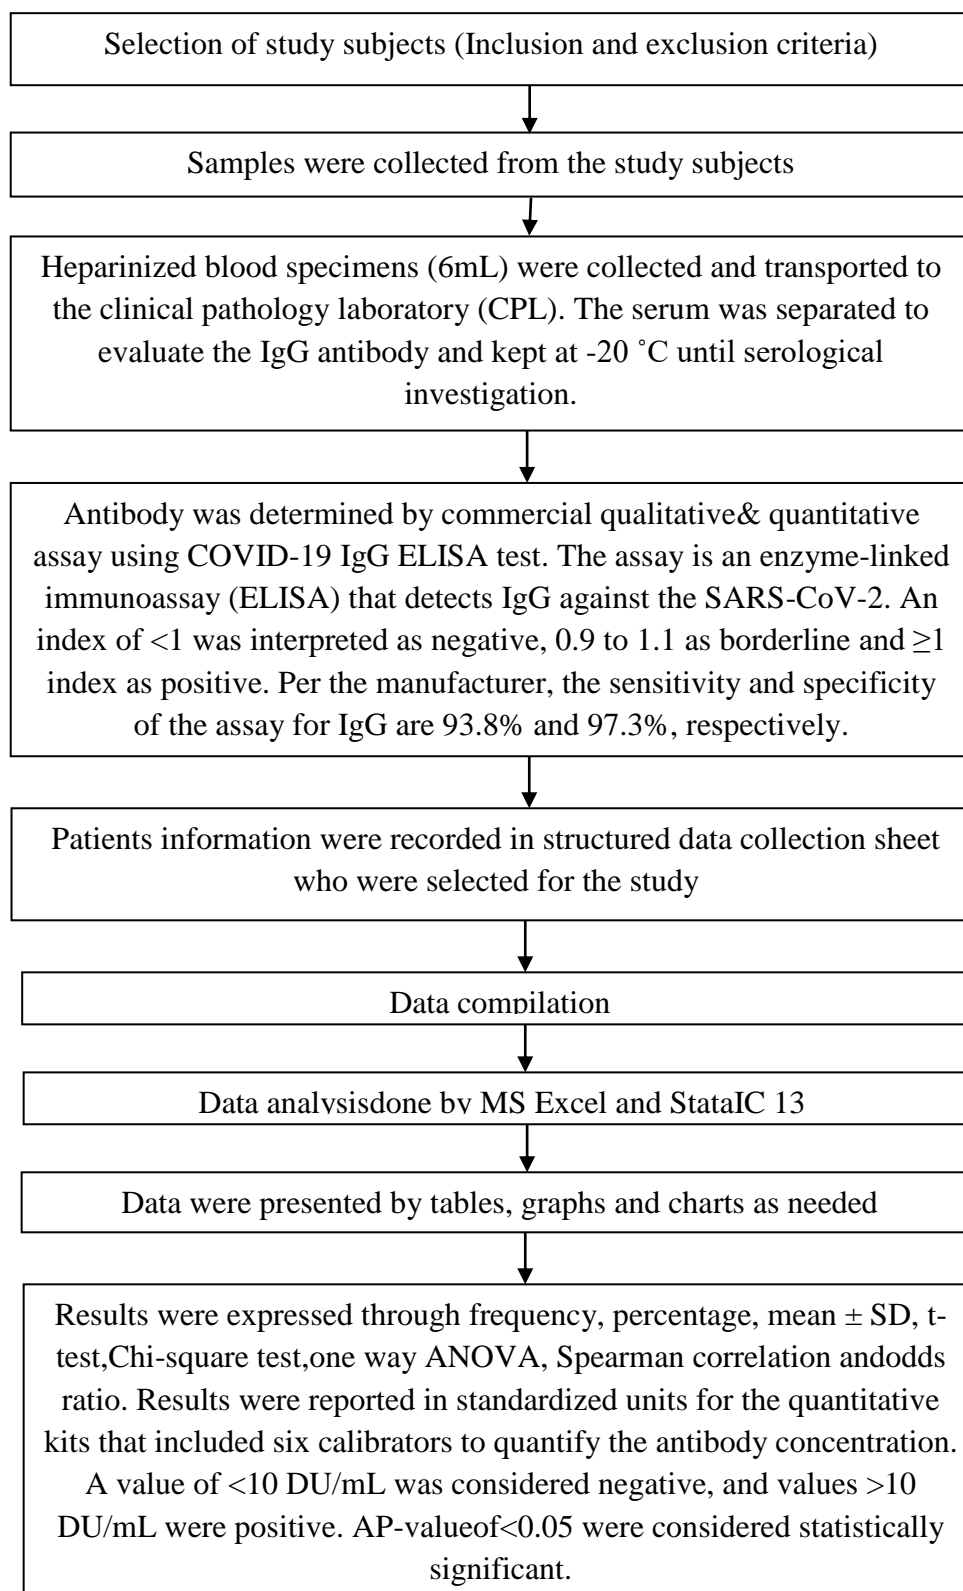 Selection of study subjects (Inclusion and exclusion criteria)
Samples were collected from the study subjects
Heparinized blood specimens (6mL) were collected and transported to
the clinical pathology laboratory (CPL). The serum was separated to
evaluate the IgG antibody and kept at -20 ˚C until serological
investigation.
Antibody was determined by commercial qualitative& quantitative
assay using COVID-19 IgG ELISA test. The assay is an enzyme-linked
immunoassay (ELISA) that detects IgG against the SARS-CoV-2. An
index of <1 was interpreted as negative, 0.9 to 1.1 as borderline and ≥1
index as positive. Per the manufacturer, the sensitivity and specificity
of the assay for IgG are 93.8% and 97.3%, respectively.
Patients information were recorded in structured data collection sheet
who were selected for the study
Data compilation
Data analysisdone by MS Excel and StataIC 13
Data were presented by tables, graphs and charts as needed
Results were expressed through frequency, percentage, mean ± SD, t-
test,Chi-square test,one way ANOVA, Spearman correlation andodds
ratio. Results were reported in standardized units for the quantitative
kits that included six calibrators to quantify the antibody concentration.
A value of <10 DU/mL was considered negative, and values >10
DU/mL were positive. AP-valueof<0.05 were considered statistically
significant.